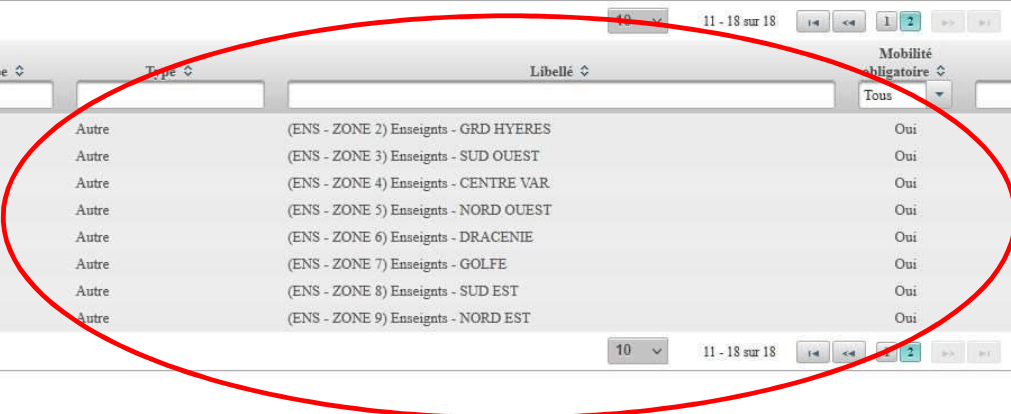 10 11 - 18 sur 18 1 2
e Type Libellé Mobilité
obligatoire
Tous
Autre (ENS - ZONE 2) Enseignts - GRD HYERES Oui
Autre (ENS - ZONE 3) Enseignts - SUD OUEST Oui
Autre (ENS - ZONE 4) Enseignts - CENTRE VAR Oui
Autre (ENS - ZONE 5) Enseignts - NORD OUEST Oui
Autre (ENS - ZONE 6) Enseignts - DRACENIE Oui
Autre (ENS - ZONE 7) Enseignts - GOLFE Oui
Autre (ENS - ZONE 8) Enseignts - SUD EST Oui
Autre (ENS - ZONE 9) Enseignts - NORD EST Oui
10 11 - 18 sur 18 1 2